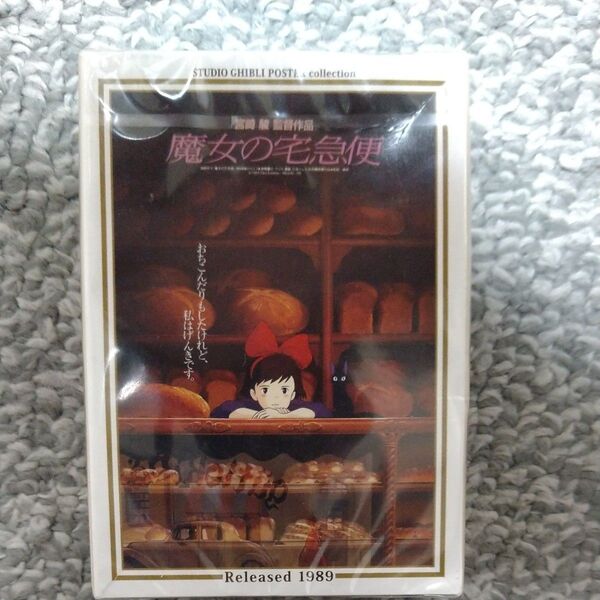 STUDIO GHIBLI POSTER collection
宮崎 駿 監督作品
魔女の宅急便
おちこんだりもしたけれど、
私はげんきです。
Released 1989